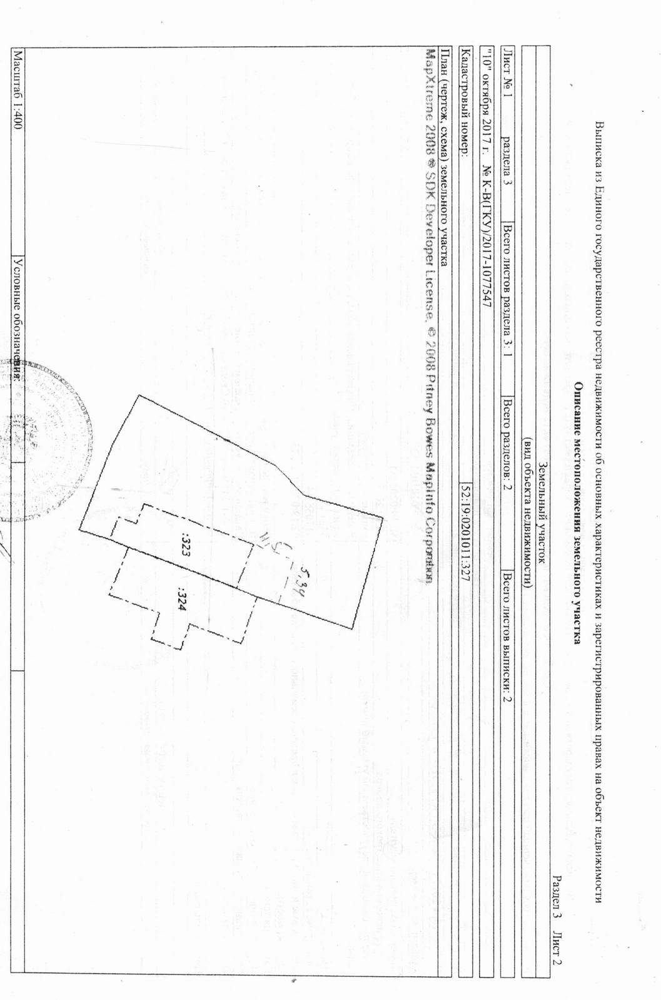 Раздел 3 Лист 2
Выписка из Единого государственного реестра недвижимости об основных характеристиках и зарегистрированных правах на объект недвижимости
Описание местоположения земельного участка
Земельный участок
(вид объекта недвижимости)
Лист № 1 раздела 3 Всего листов раздела 3: 1 Всего разделов: 2 Всего листов выписки: 2
"10" октября 2017 г. № К-В(ГКУ)/2017-1077547
Кадастровый номер: 52:19:0201011:327
План (чертеж, схема) земельного участка
MapXtreme 2008 ® SDK Developer License. © 2008 Pitney Bowes MapInfo Corporation.
5,34
:323
:324
Масштаб 1:400 Условные обозначения: